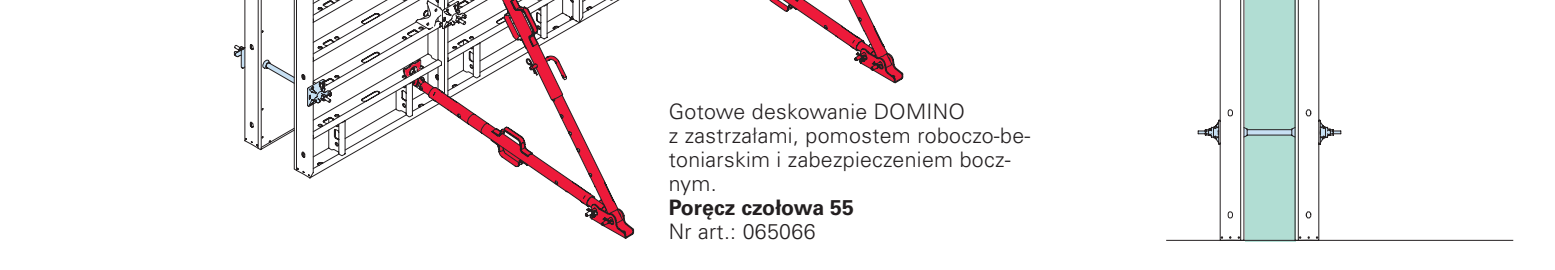 Gotowe deskowanie DOMINO
z zastrzałami, pomostem roboczo-be-
toniarskim i zabezpieczeniem bocz-
nym.
Poręcz czołowa 55
Nr art.: 065066